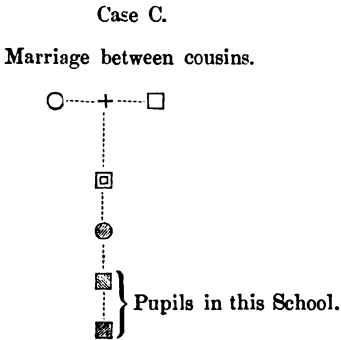 Case C.
Marriage between cousins.
Pupils in this School.